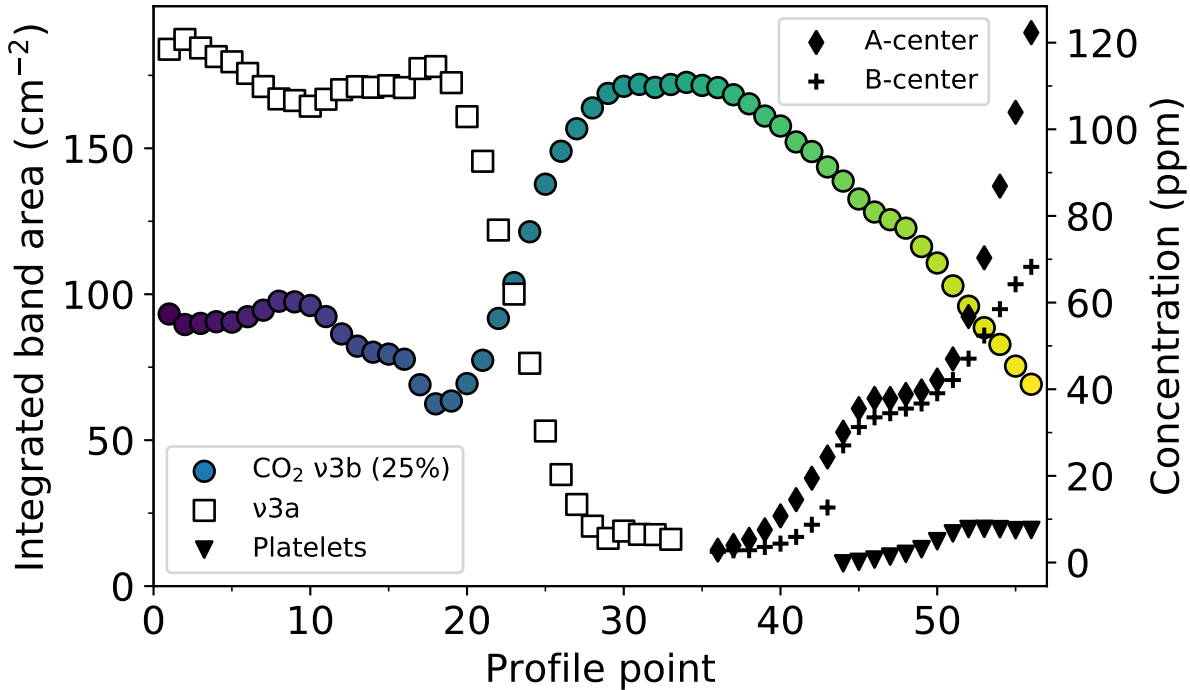 Integrated band area (cm⁻²)
150
100
50
0
0
10
20
30
40
50
Profile point
120
100
80
60
40
20
0
Concentration (ppm)
A-center
B-center
CO₂ ν3b (25%)
ν3a
Platelets